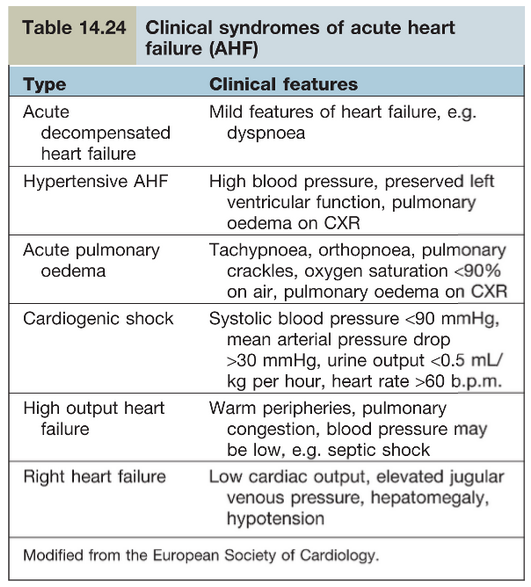 Table 14.24 Clinical syndromes of acute heart
failure (AHF)
Type Clinical features
Acute Mild features of heart failure, e.g.
decompensated dyspnoea
heart failure
Hypertensive AHF High blood pressure, preserved left
ventricular function, pulmonary
oedema on CXR
Acute pulmonary Tachypnoea, orthopnoea, pulmonary
oedema crackles, oxygen saturation <90%
on air, pulmonary oedema on CXR
Cardiogenic shock Systolic blood pressure <90 mmHg,
mean arterial pressure drop
>30 mmHg, urine output <0.5 mL/
kg per hour, heart rate >60 b.p.m.
High output heart Warm peripheries, pulmonary
failure congestion, blood pressure may
be low, e.g. septic shock
Right heart failure Low cardiac output, elevated jugular
venous pressure, hepatomegaly,
hypotension
Modified from the European Society of Cardiology.